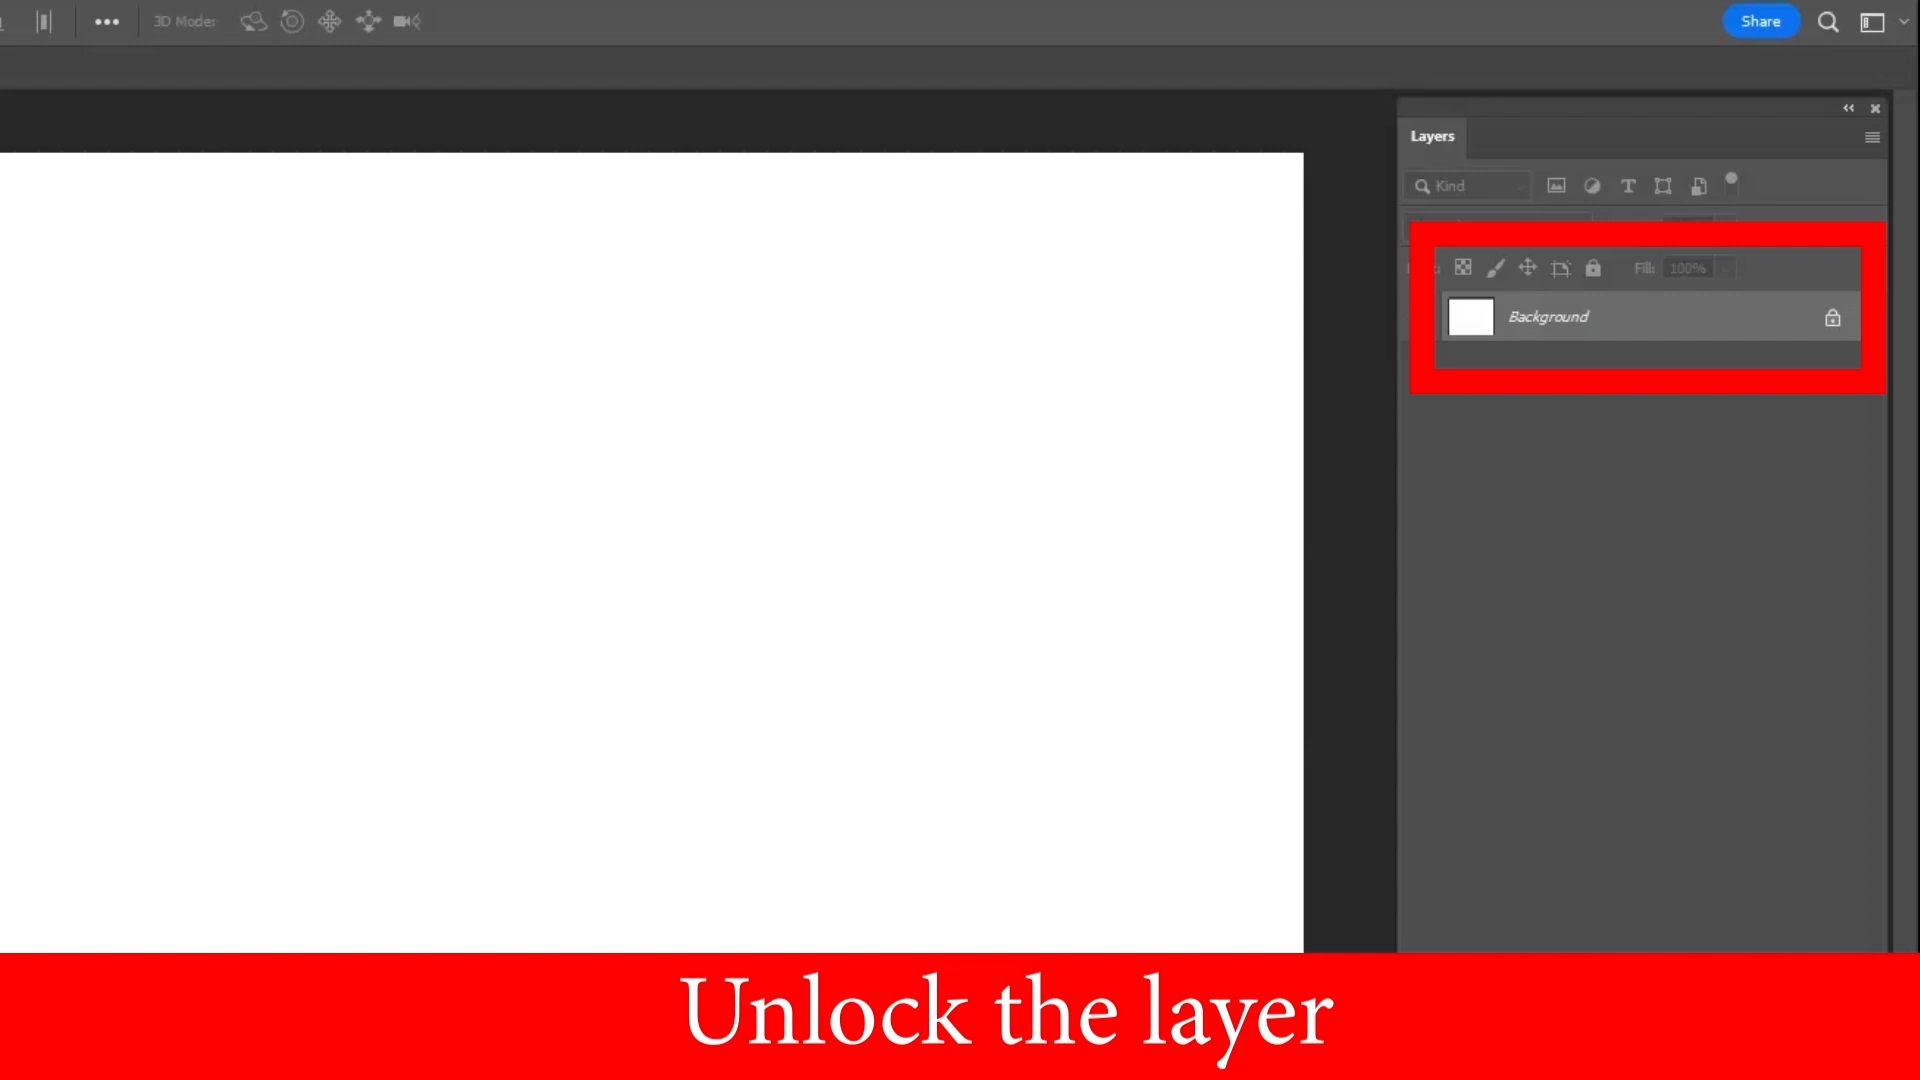 3D Mode:
Share
Layers
Kind
Fill: 100%
Background
Unlock the layer